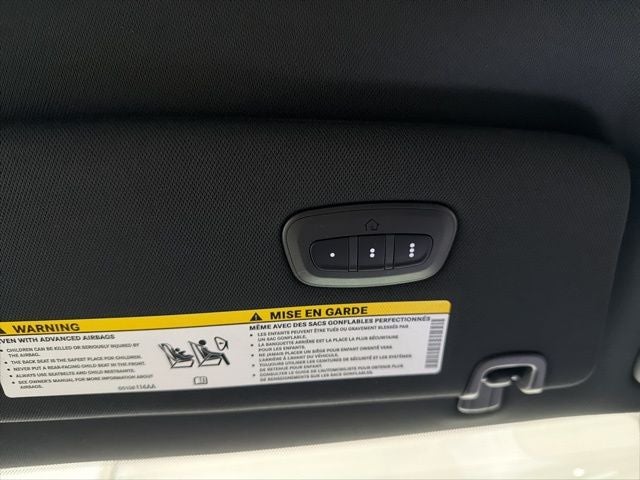 WARNING
EVEN WITH ADVANCED AIRBAGS
• CHILDREN CAN BE KILLED OR SERIOUSLY INJURED BY
THE AIRBAG.
• THE BACK SEAT IS THE SAFEST PLACE FOR CHILDREN.
• NEVER PUT A REAR-FACING CHILD SEAT IN THE FRONT.
• ALWAYS USE SEATBELTS AND CHILD RESTRAINTS.
• SEE OWNER'S MANUAL FOR MORE INFORMATION ABOUT
AIRBAGS.
MISE EN GARDE
MÊME AVEC DES SACS GONFLABLES PERFECTIONNÉS
• LES ENFANTS PEUVENT ÊTRE TUÉS OU GRAVEMENT BLESSÉS PAR
UN SAC GONFLABLE.
• LA BANQUETTE ARRIÈRE EST LA PLACE LA PLUS SÉCURITAIRE
POUR LES ENFANTS.
• NE JAMAIS PLACER UN SIÈGE POUR ENFANT ORIENTÉ VERS
L'ARRIÈRE À L'AVANT DU VÉHICULE.
• TOUJOURS UTILISER LES CEINTURES DE SÉCURITÉ ET LES SYSTÈMES
DE RETENUE POUR ENFANT.
• CONSULTER LE GUIDE DE L'AUTOMOBILISTE POUR PLUS
DE RENSEIGNEMENTS SUR LES SACS GONFLABLES.